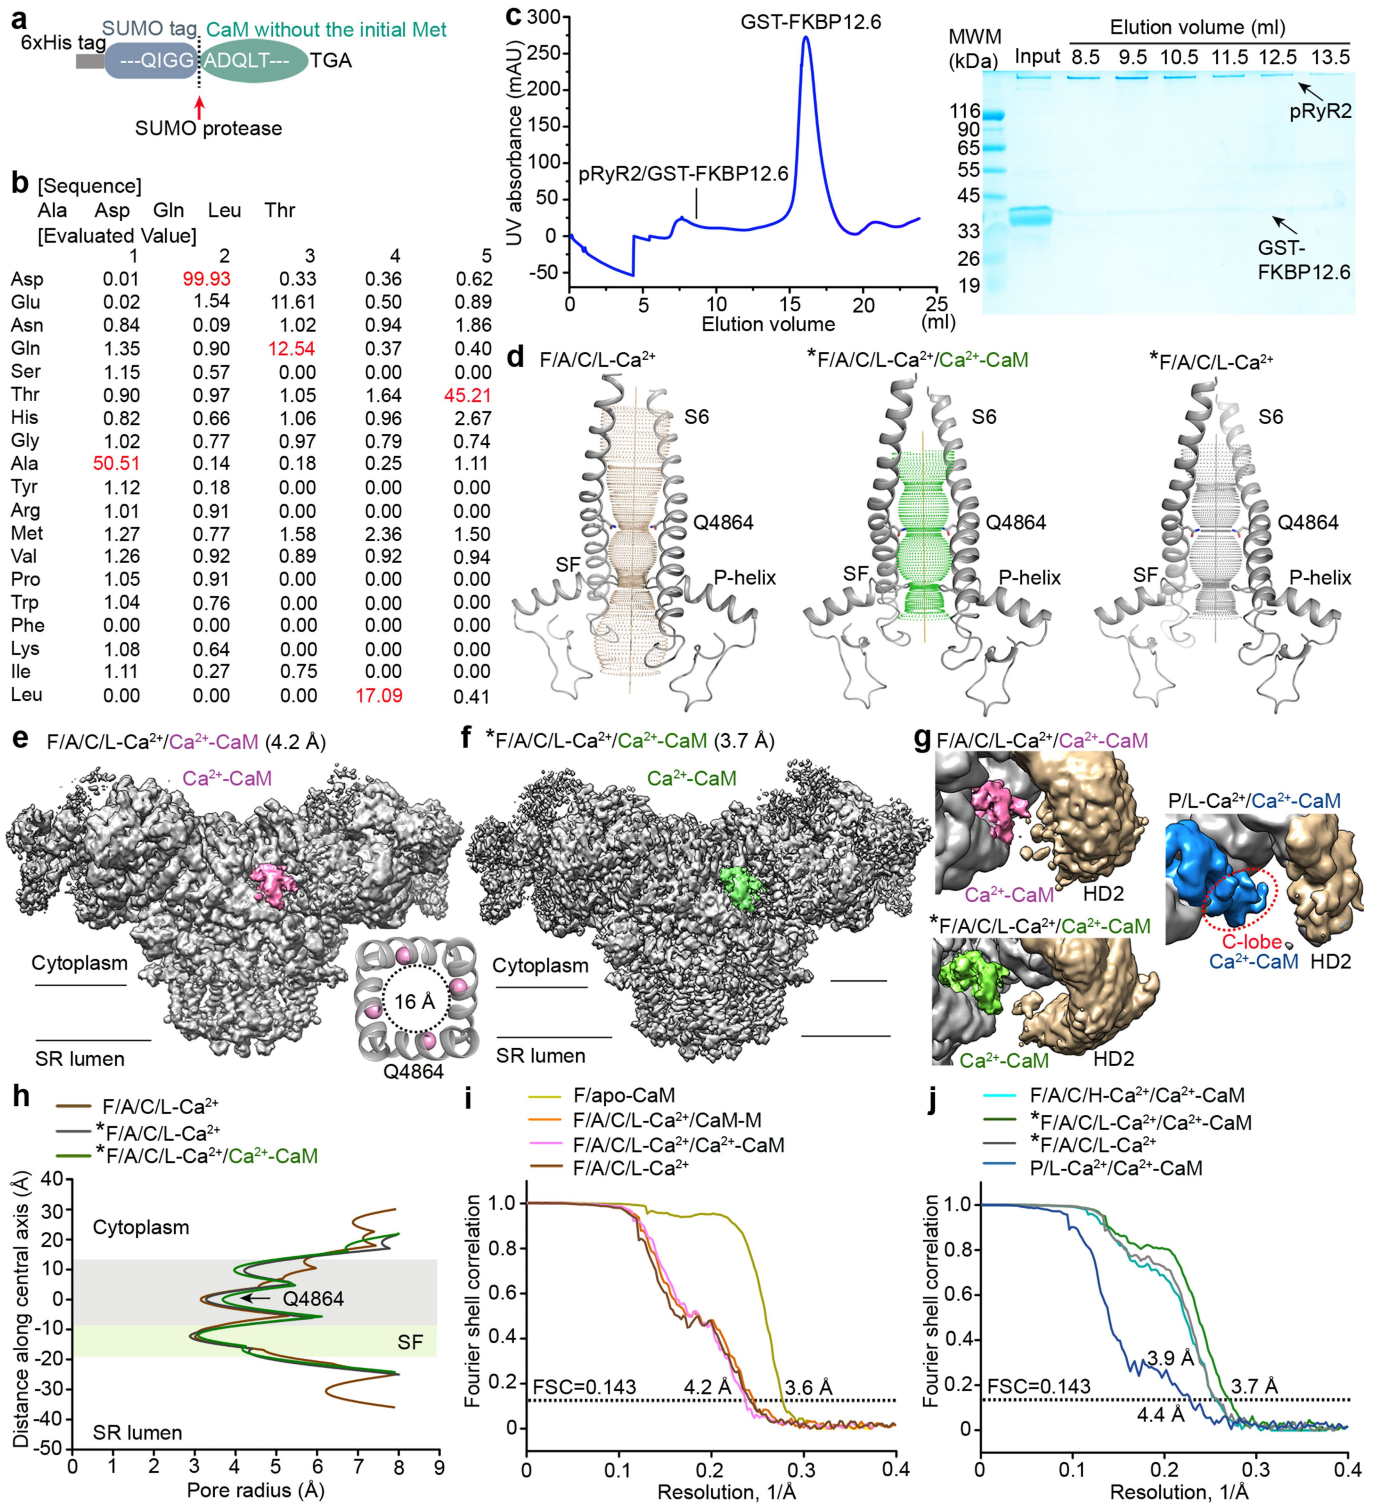 a
SUMO tag
CaM without the initial Met
6xHis tag
---QIGG
ADQLT---
TGA
SUMO protease
b
[Sequence]
Ala Asp Gln Leu Thr
[Evaluated Value]
1 2 3 4 5
Asp 0.01 99.93 0.33 0.36 0.62
Glu 0.02 1.54 11.61 0.50 0.89
Asn 0.84 0.09 1.02 0.94 1.86
Gln 1.35 0.90 12.54 0.37 0.40
Ser 1.15 0.57 0.00 0.00 0.00
Thr 0.90 0.97 1.05 1.64 45.21
His 0.82 0.66 1.06 0.96 2.67
Gly 1.02 0.77 0.97 0.79 0.74
Ala 50.51 0.14 0.18 0.25 1.11
Tyr 1.12 0.18 0.00 0.00 0.00
Arg 1.01 0.91 0.00 0.00 0.00
Met 1.27 0.77 1.58 2.36 1.50
Val 1.26 0.92 0.89 0.92 0.94
Pro 1.05 0.91 0.00 0.00 0.00
Trp 1.04 0.76 0.00 0.00 0.00
Phe 0.00 0.00 0.00 0.00 0.00
Lys 1.08 0.64 0.00 0.00 0.00
Ile 1.11 0.27 0.75 0.00 0.00
Leu 0.00 0.00 0.00 17.09 0.41
c
UV absorbance (mAU)
300
250
200
150
100
50
0
-50
GST-FKBP12.6
pRyR2/GST-FKBP12.6
0 5 10 15 20 25
Elution volume
(ml)
MWM
(kDa)
Input
Elution volume (ml)
8.5 9.5 10.5 11.5 12.5 13.5
116
90
65
55
45
33
26
19
pRyR2
GST-
FKBP12.6
d
F/A/C/L-Ca²⁺
*F/A/C/L-Ca²⁺/Ca²⁺-CaM
*F/A/C/L-Ca²⁺
S6
Q4864
SF
P-helix
S6
Q4864
SF
P-helix
S6
Q4864
SF
P-helix
e
F/A/C/L-Ca²⁺/Ca²⁺-CaM (4.2 Å)
Ca²⁺-CaM
Cytoplasm
SR lumen
16 Å
Q4864
f
*F/A/C/L-Ca²⁺/Ca²⁺-CaM (3.7 Å)
Ca²⁺-CaM
Cytoplasm
SR lumen
g
F/A/C/L-Ca²⁺/Ca²⁺-CaM
Ca²⁺-CaM
HD2
*F/A/C/L-Ca²⁺/Ca²⁺-CaM
Ca²⁺-CaM
HD2
P/L-Ca²⁺/Ca²⁺-CaM
C-lobe
Ca²⁺-CaM
HD2
h
F/A/C/L-Ca²⁺
*F/A/C/L-Ca²⁺
*F/A/C/L-Ca²⁺/Ca²⁺-CaM
Distance along central axis (Å)
40
30
20
10
0
-10
-20
-30
-40
-50
Cytoplasm
Q4864
SF
SR lumen
0 1 2 3 4 5 6 7 8 9
Pore radius (Å)
i
F/apo-CaM
F/A/C/L-Ca²⁺/CaM-M
F/A/C/L-Ca²⁺/Ca²⁺-CaM
F/A/C/L-Ca²⁺
Fourier shell correlation
1.0
0.8
0.6
0.4
0.2
0
FSC=0.143
4.2 Å
3.6 Å
0 0.1 0.2 0.3 0.4
Resolution, 1/Å
j
F/A/C/H-Ca²⁺/Ca²⁺-CaM
*F/A/C/L-Ca²⁺/Ca²⁺-CaM
*F/A/C/L-Ca²⁺
P/L-Ca²⁺/Ca²⁺-CaM
Fourier shell correlation
1.0
0.8
0.6
0.4
0.2
0
FSC=0.143
3.9 Å
3.7 Å
4.4 Å
0 0.1 0.2 0.3 0.4
Resolution, 1/Å